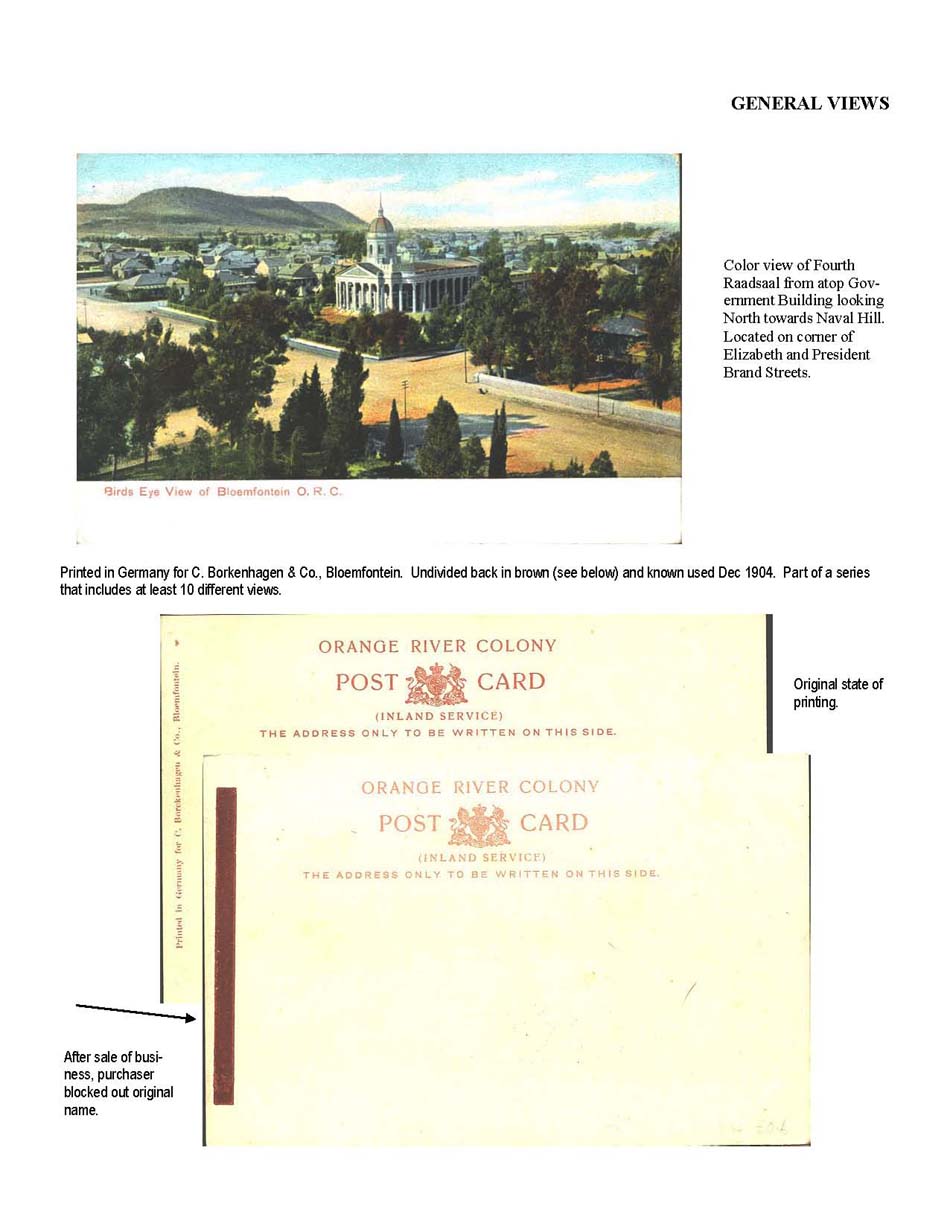 GENERAL VIEWS
Color view of Fourth
Raadsaal from atop Gov-
ernment Building looking
North towards Naval Hill.
Located on corner of
Elizabeth and President
Brand Streets.
Birds Eye View of Bloemfontein O. R. C.
Printed in Germany for C. Borkenhagen & Co., Bloemfontein.  Undivided back in brown (see below) and known used Dec 1904.  Part of a series
that includes at least 10 different views.
ORANGE RIVER COLONY
POST CARD
(INLAND SERVICE)
THE ADDRESS ONLY TO BE WRITTEN ON THIS SIDE.
Printed in Germany for C. Borckenhagen & Co., Bloemfontein.
Original state of
printing.
ORANGE RIVER COLONY
POST CARD
(INLAND SERVICE)
THE ADDRESS ONLY TO BE WRITTEN ON THIS SIDE.
After sale of busi-
ness, purchaser
blocked out original
name.